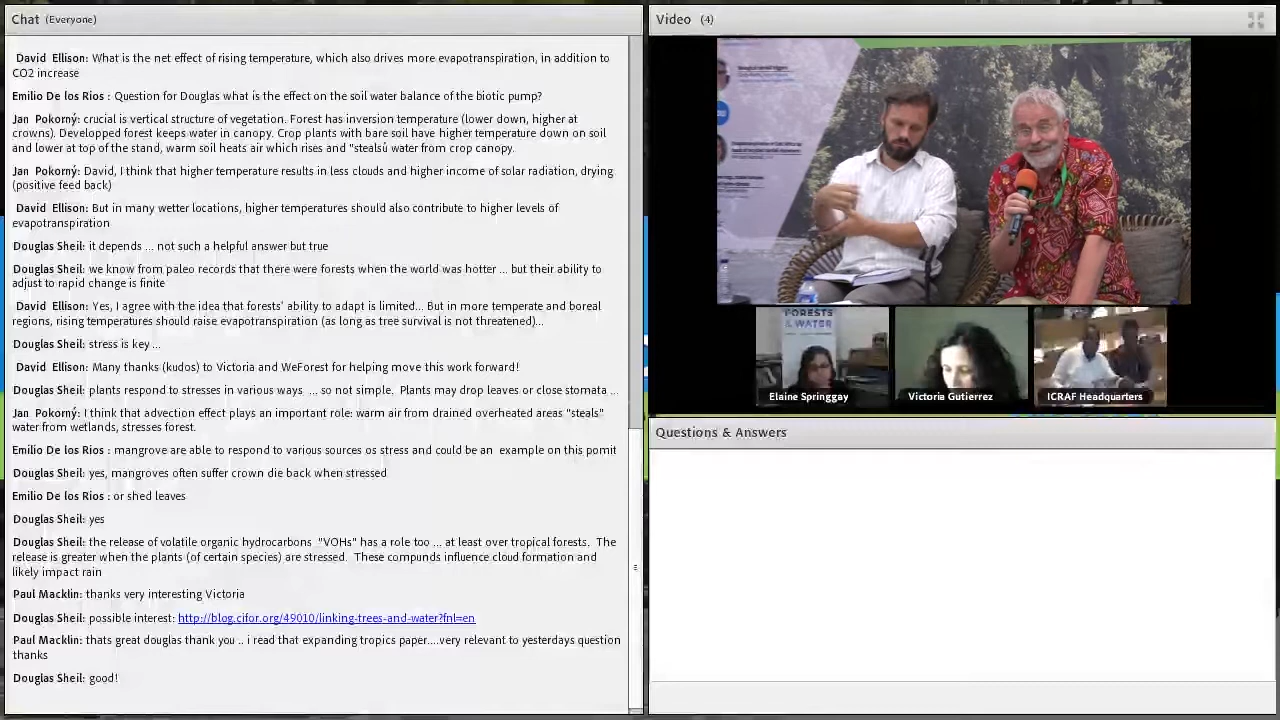 Chat (Everyone)
David Ellison: What is the net effect of rising temperature, which also drives more evapotranspiration, in addition to
CO2 increase
Emilio De los Rios : Question for Douglas what is the effect on the soil water balance of the biotic pump?
Jan Pokorný: crucial is vertical structure of vegetation. Forest has inversion temperature (lower down, higher at
crowns). Developped forest keeps water in canopy. Crop plants with bare soil have higher temperature down on soil
and lower at top of the stand, warm soil heats air which rises and "stealsú water from crop canopy.
Jan Pokorný: David, I think that higher temperature results in less clouds and higher income of solar radiation, drying
(positive feed back)
David Ellison: But in many wetter locations, higher temperatures should also contribute to higher levels of
evapotranspiration
Douglas Sheil: it depends ... not such a helpful answer but true
Douglas Sheil: we know from paleo records that there were forests when the world was hotter ... but their ability to
adjust to rapid change is finite
David Ellison: Yes, I agree with the idea that forests' ability to adapt is limited... But in more temperate and boreal
regions, rising temperatures should raise evapotranspiration (as long as tree survival is not threatened)...
Douglas Sheil: stress is key ...
David Ellison: Many thanks (kudos) to Victoria and WeForest for helping move this work forward!
Douglas Sheil: plants respond to stresses in various ways ... so not simple. Plants may drop leaves or close stomata ...
Jan Pokorný: I think that advection effect plays an important role. warm air from drained overheated areas "steals"
water from wetlands, stresses forest.
Emilio De los Rios : mangrove are able to respond to various sources os stress and could be an example on this pomit
Douglas Sheil: yes, mangroves often suffer crown die back when stressed
Emilio De los Rios : or shed leaves
Douglas Sheil: yes
Douglas Sheil: the release of volatile organic hydrocarbons "VOHs" has a role too ... at least over tropical forests. The
release is greater when the plants (of certain species) are stressed. These compunds influence cloud formation and
likely impact rain
Paul Macklin: thanks very interesting Victoria
Douglas Sheil: possible interest: http://blog.cifor.org/49010/linking-trees-and-water?fnl=en
Paul Macklin: thats great douglas thank you .. i read that expanding tropics paper....very relevant to yesterdays question
thanks
Douglas Sheil: good!
Video (4)
FORESTS
& WATER
Elaine Springgay
Victoria Gutierrez
ICRAF Headquarters
Questions & Answers